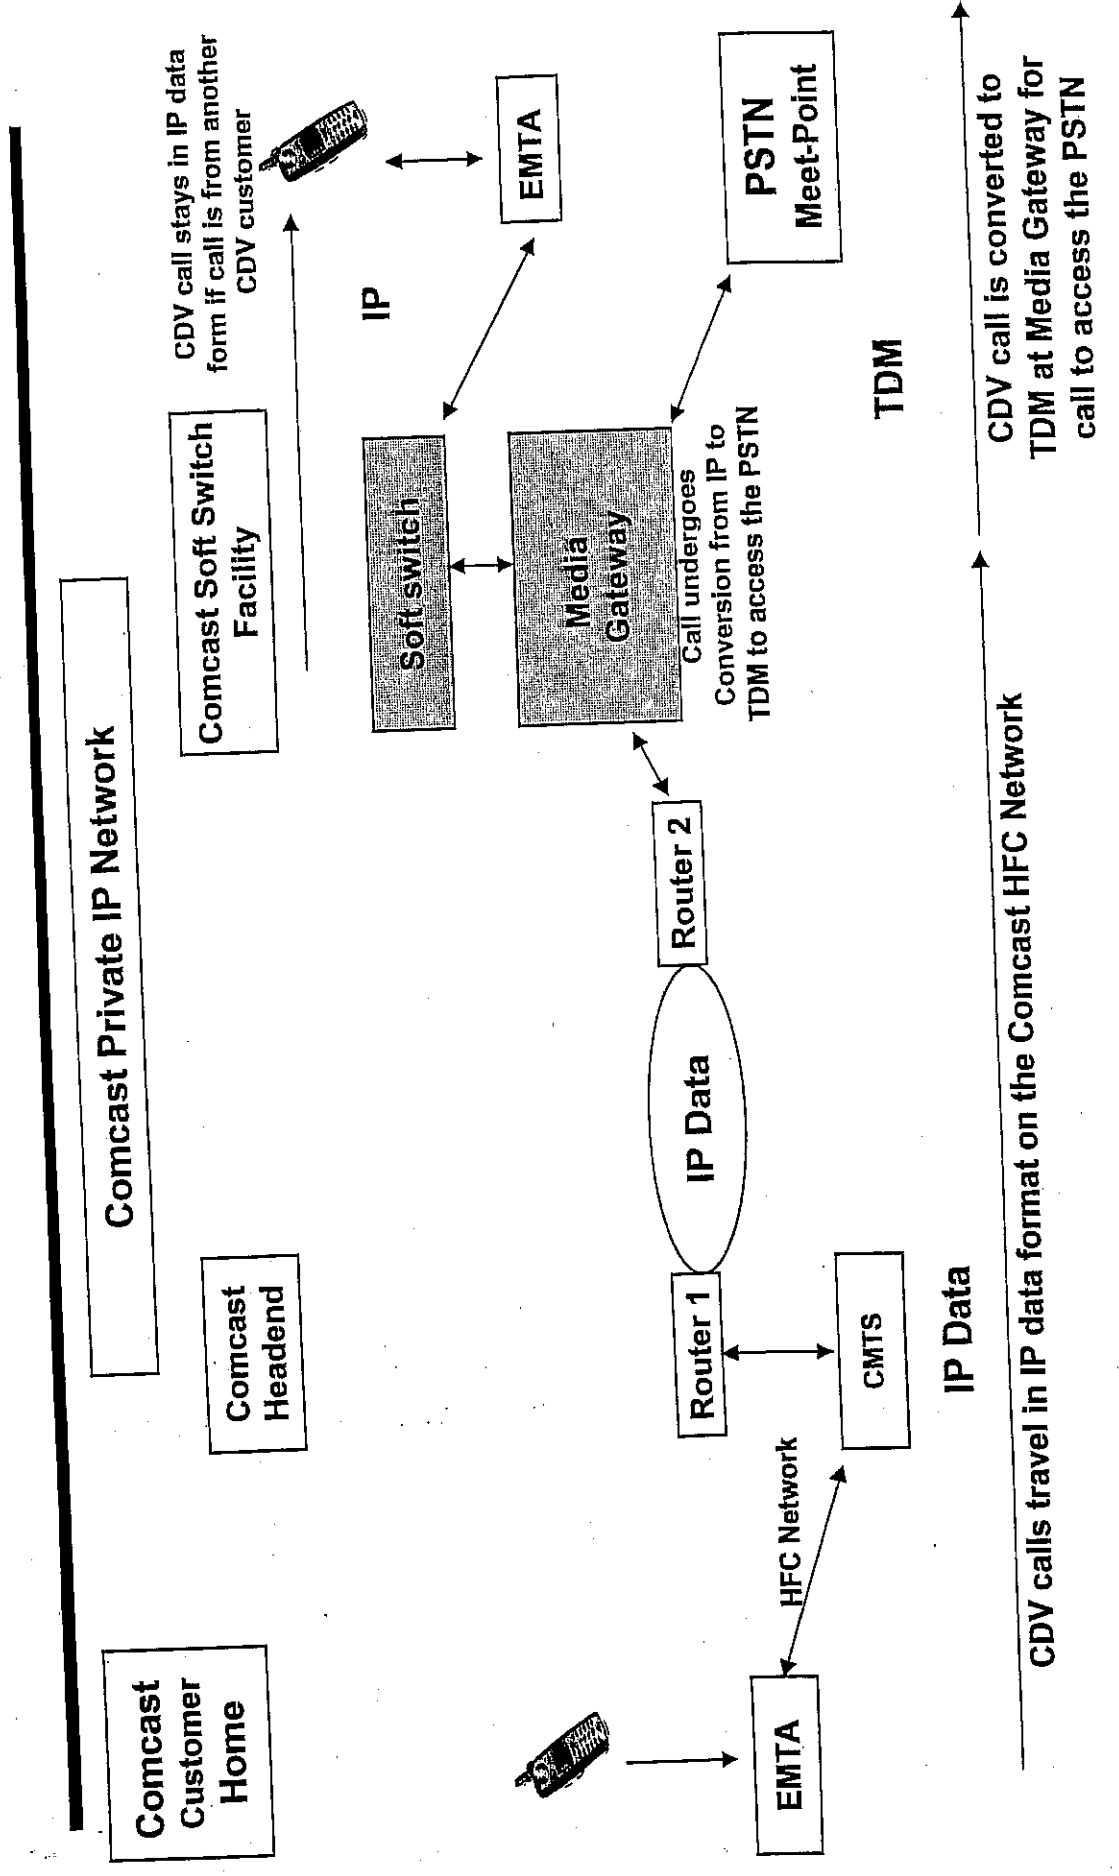 Comcast Private IP Network
Comcast
Customer
Home
Comcast
Headend
Comcast Soft Switch
Facility
CDV call stays in IP data
form if call is from another
CDV customer
IP
Soft switch
EMTA
Media
Gateway
Call undergoes
Conversion from IP to
TDM to access the PSTN
PSTN
Meet-Point
EMTA
HFC Network
CMTS
Router 1
IP Data
Router 2
IP Data
TDM
CDV calls travel in IP data format on the Comcast HFC Network
CDV call is converted to
TDM at Media Gateway for
call to access the PSTN